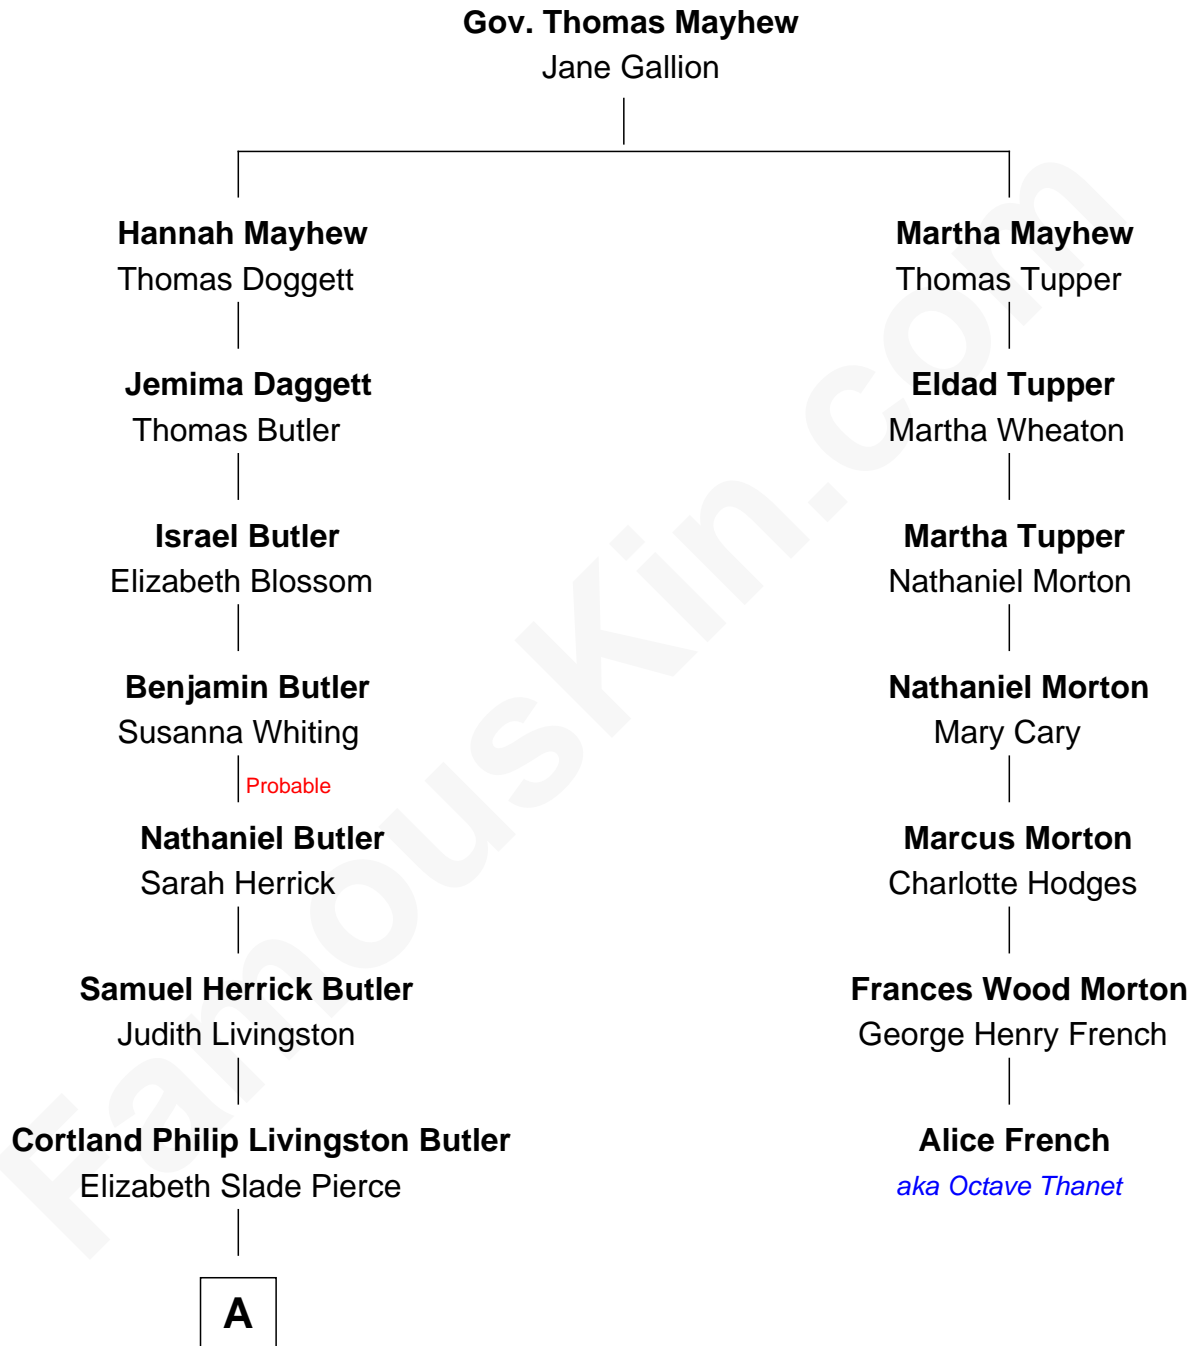 Gov. Thomas Mayhew
Jane Gallion
Hannah Mayhew
Thomas Doggett
Jemima Daggett
Thomas Butler
Israel Butler
Elizabeth Blossom
Benjamin Butler
Susanna Whiting
Probable
Nathaniel Butler
Sarah Herrick
Samuel Herrick Butler
Judith Livingston
Cortland Philip Livingston Butler
Elizabeth Slade Pierce
A
Martha Mayhew
Thomas Tupper
Eldad Tupper
Martha Wheaton
Martha Tupper
Nathaniel Morton
Nathaniel Morton
Mary Cary
Marcus Morton
Charlotte Hodges
Frances Wood Morton
George Henry French
Alice French
aka Octave Thanet
FamousKin.com